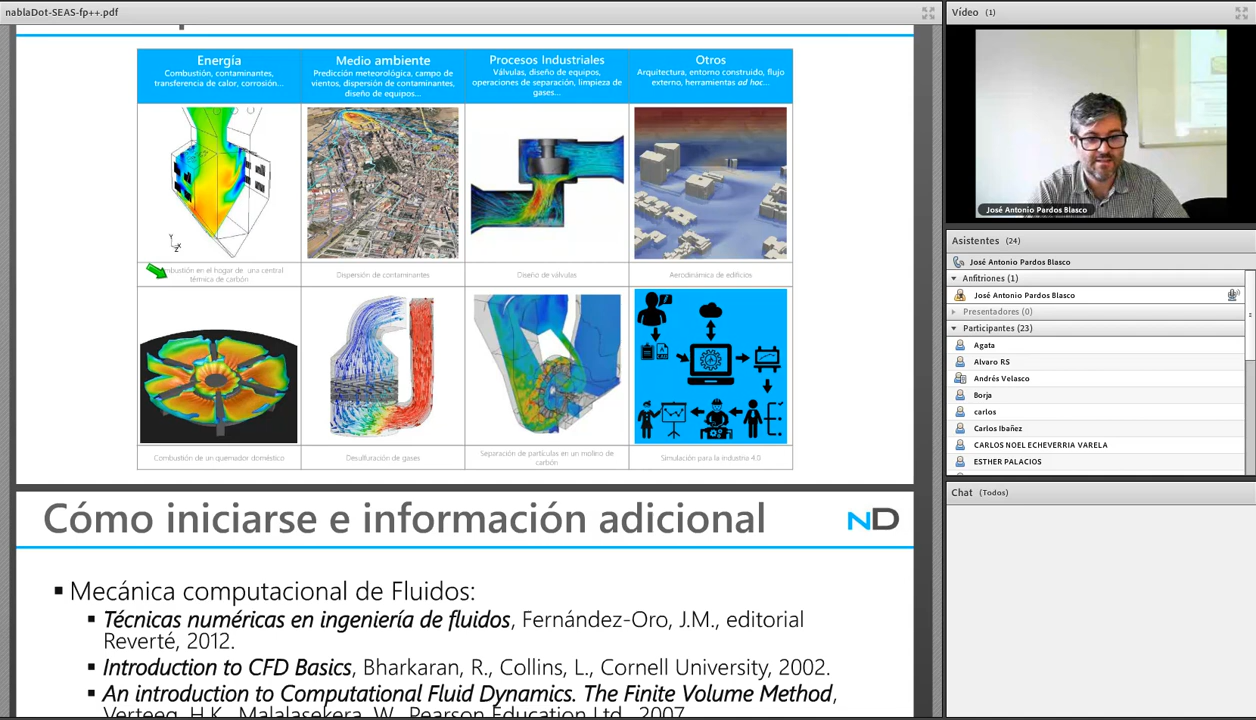 nablaDot-SEAS-fp++.pdf
Energía
Combustión, contaminantes,
transferencia de calor, corrosión...
Medio ambiente
Predicción meteorológica, campo de
vientos, dispersión de contaminantes,
diseño de equipos...
Procesos Industriales
Válvulas, diseño de equipos,
operaciones de separación, limpieza de
gases...
Otros
Arquitectura, entorno construido, flujo
externo, herramientas ad hoc...
en el hogar de una central
térmica de carbón
Dispersión de contaminantes
Diseño de válvulas
Aerodinámica de edificios
Combustión de un quemador doméstico
Desulfuración de gases
Separación de partículas en un molino de
carbón
Simulación para la industria 4.0
Cómo iniciarse e información adicional
ND
▪ Mecánica computacional de Fluidos:
▪ Técnicas numéricas en ingeniería de fluidos, Fernández-Oro, J.M., editorial
Reverté, 2012.
▪ Introduction to CFD Basics, Bharkaran, R., Collins, L., Cornell University, 2002.
▪ An introduction to Computational Fluid Dynamics. The Finite Volume Method,
Versteeg, H.K., Malalasekera, W., Pearson Education Ltd., 2007
Vídeo (1)
José Antonio Pardos Blasco
Asistentes (24)
José Antonio Pardos Blasco
Anfitriones (1)
José Antonio Pardos Blasco
Presentadores (0)
Participantes (23)
Agata
Alvaro RS
Andrés Velasco
Borja
carlos
Carlos Ibañez
CARLOS NOEL ECHEVERRIA VARELA
ESTHER PALACIOS
Chat (Todos)